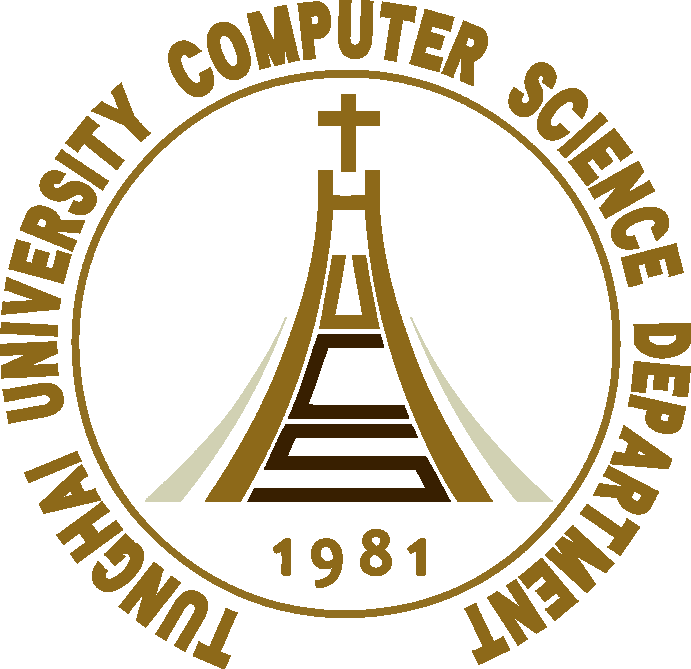 TUNGHAI UNIVERSITY COMPUTER SCIENCE DEPARTMENT
H
U
C
S
1981